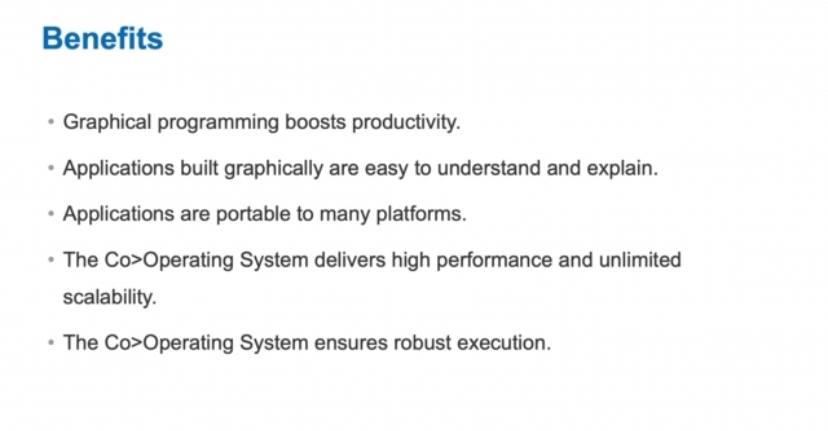 Benefits
• Graphical programming boosts productivity.
• Applications built graphically are easy to understand and explain.
• Applications are portable to many platforms.
• The Co>Operating System delivers high performance and unlimited
scalability.
• The Co>Operating System ensures robust execution.